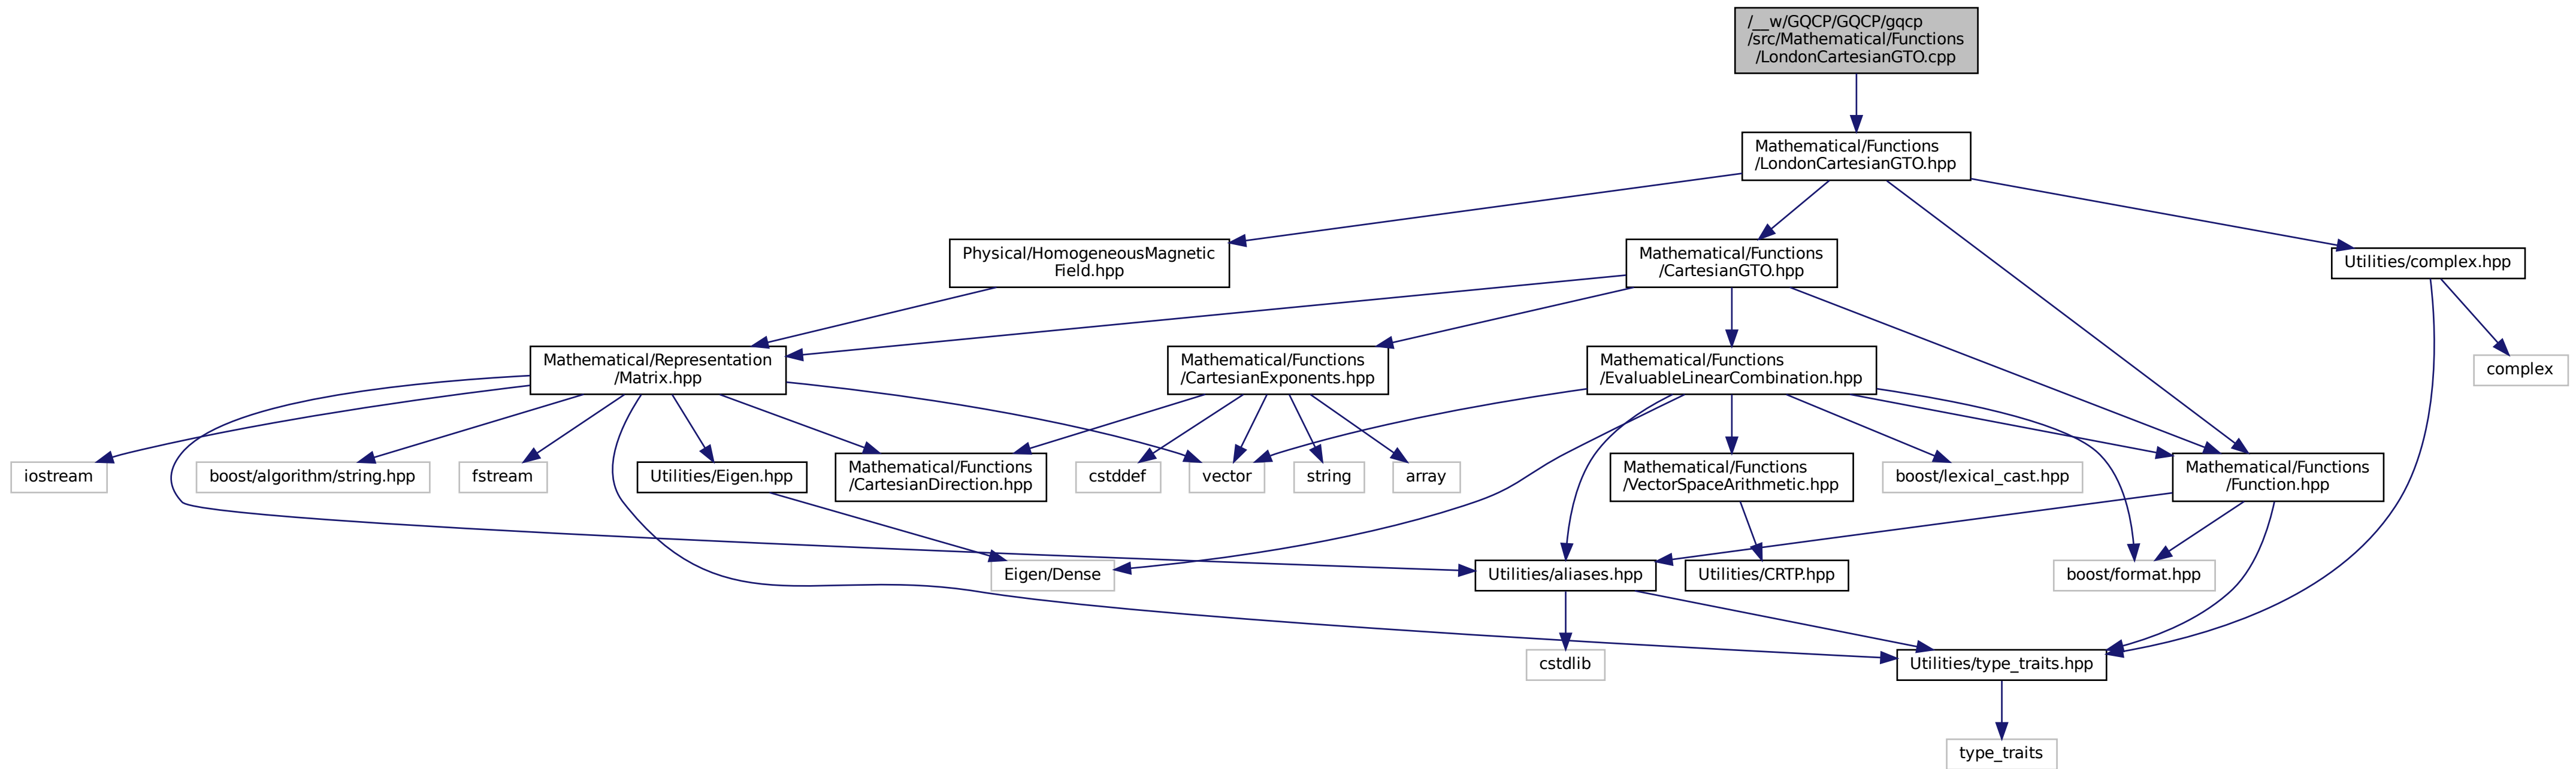 /__w/GQCP/GQCP/gqcp
/src/Mathematical/Functions
/LondonCartesianGTO.cpp
Mathematical/Functions
/LondonCartesianGTO.hpp
Physical/HomogeneousMagnetic
Field.hpp
Mathematical/Functions
/CartesianGTO.hpp
Utilities/complex.hpp
Mathematical/Representation
/Matrix.hpp
Mathematical/Functions
/CartesianExponents.hpp
Mathematical/Functions
/EvaluableLinearCombination.hpp
complex
iostream
boost/algorithm/string.hpp
fstream
Utilities/Eigen.hpp
Mathematical/Functions
/CartesianDirection.hpp
cstddef
vector
string
array
Mathematical/Functions
/VectorSpaceArithmetic.hpp
boost/lexical_cast.hpp
Mathematical/Functions
/Function.hpp
Eigen/Dense
Utilities/aliases.hpp
Utilities/CRTP.hpp
boost/format.hpp
cstdlib
Utilities/type_traits.hpp
type_traits